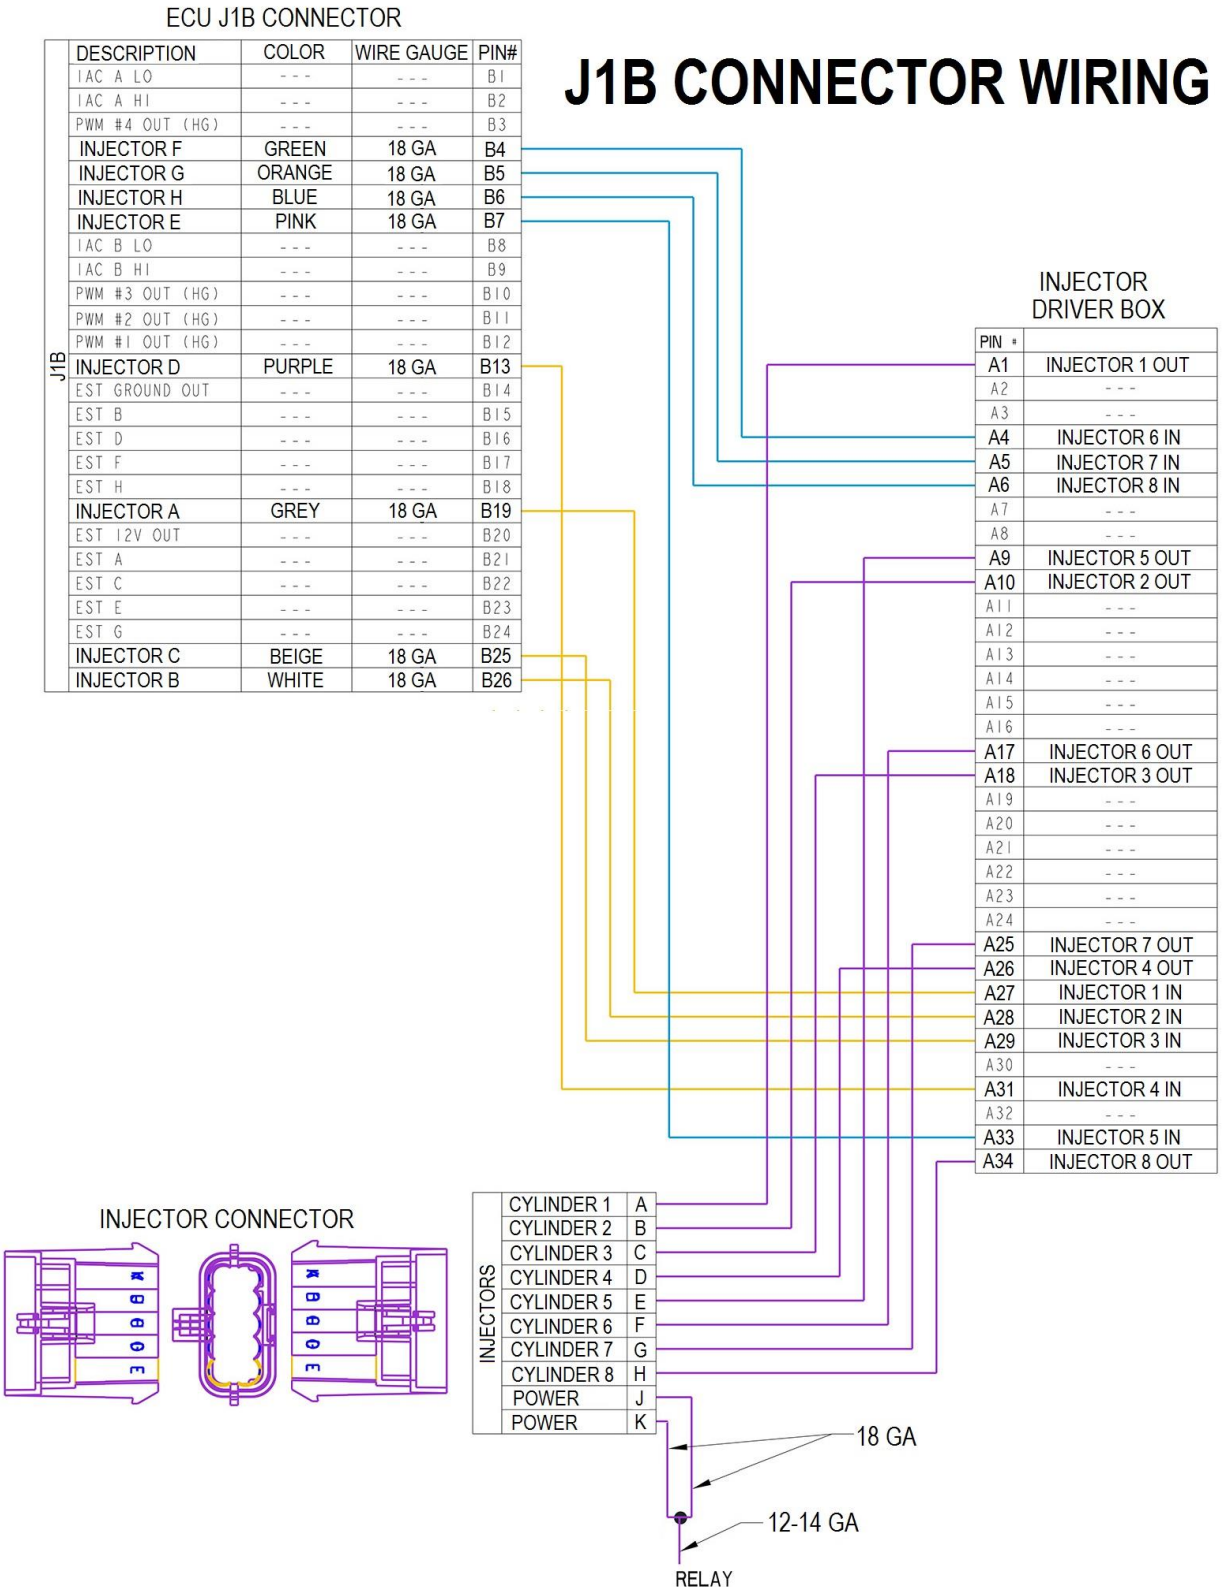 ECU J1B CONNECTOR
J1B CONNECTOR WIRING
J1B
DESCRIPTION COLOR WIRE GAUGE PIN#
IAC A LO --- --- B1
IAC A HI --- --- B2
PWM #4 OUT (HG) --- --- B3
INJECTOR F GREEN 18 GA B4
INJECTOR G ORANGE 18 GA B5
INJECTOR H BLUE 18 GA B6
INJECTOR E PINK 18 GA B7
IAC B LO --- --- B8
IAC B HI --- --- B9
PWM #3 OUT (HG) --- --- B10
PWM #2 OUT (HG) --- --- B11
PWM #1 OUT (HG) --- --- B12
INJECTOR D PURPLE 18 GA B13
EST GROUND OUT --- --- B14
EST B --- --- B15
EST D --- --- B16
EST F --- --- B17
EST H --- --- B18
INJECTOR A GREY 18 GA B19
EST 12V OUT --- --- B20
EST A --- --- B21
EST C --- --- B22
EST E --- --- B23
EST G --- --- B24
INJECTOR C BEIGE 18 GA B25
INJECTOR B WHITE 18 GA B26
INJECTOR
DRIVER BOX
PIN #
A1 INJECTOR 1 OUT
A2 ---
A3 ---
A4 INJECTOR 6 IN
A5 INJECTOR 7 IN
A6 INJECTOR 8 IN
A7 ---
A8 ---
A9 INJECTOR 5 OUT
A10 INJECTOR 2 OUT
A11 ---
A12 ---
A13 ---
A14 ---
A15 ---
A16 ---
A17 INJECTOR 6 OUT
A18 INJECTOR 3 OUT
A19 ---
A20 ---
A21 ---
A22 ---
A23 ---
A24 ---
A25 INJECTOR 7 OUT
A26 INJECTOR 4 OUT
A27 INJECTOR 1 IN
A28 INJECTOR 2 IN
A29 INJECTOR 3 IN
A30 ---
A31 INJECTOR 4 IN
A32 ---
A33 INJECTOR 5 IN
A34 INJECTOR 8 OUT
INJECTOR CONNECTOR
K
E
K
E
INJECTORS
CYLINDER 1 A
CYLINDER 2 B
CYLINDER 3 C
CYLINDER 4 D
CYLINDER 5 E
CYLINDER 6 F
CYLINDER 7 G
CYLINDER 8 H
POWER J
POWER K
18 GA
12-14 GA
RELAY